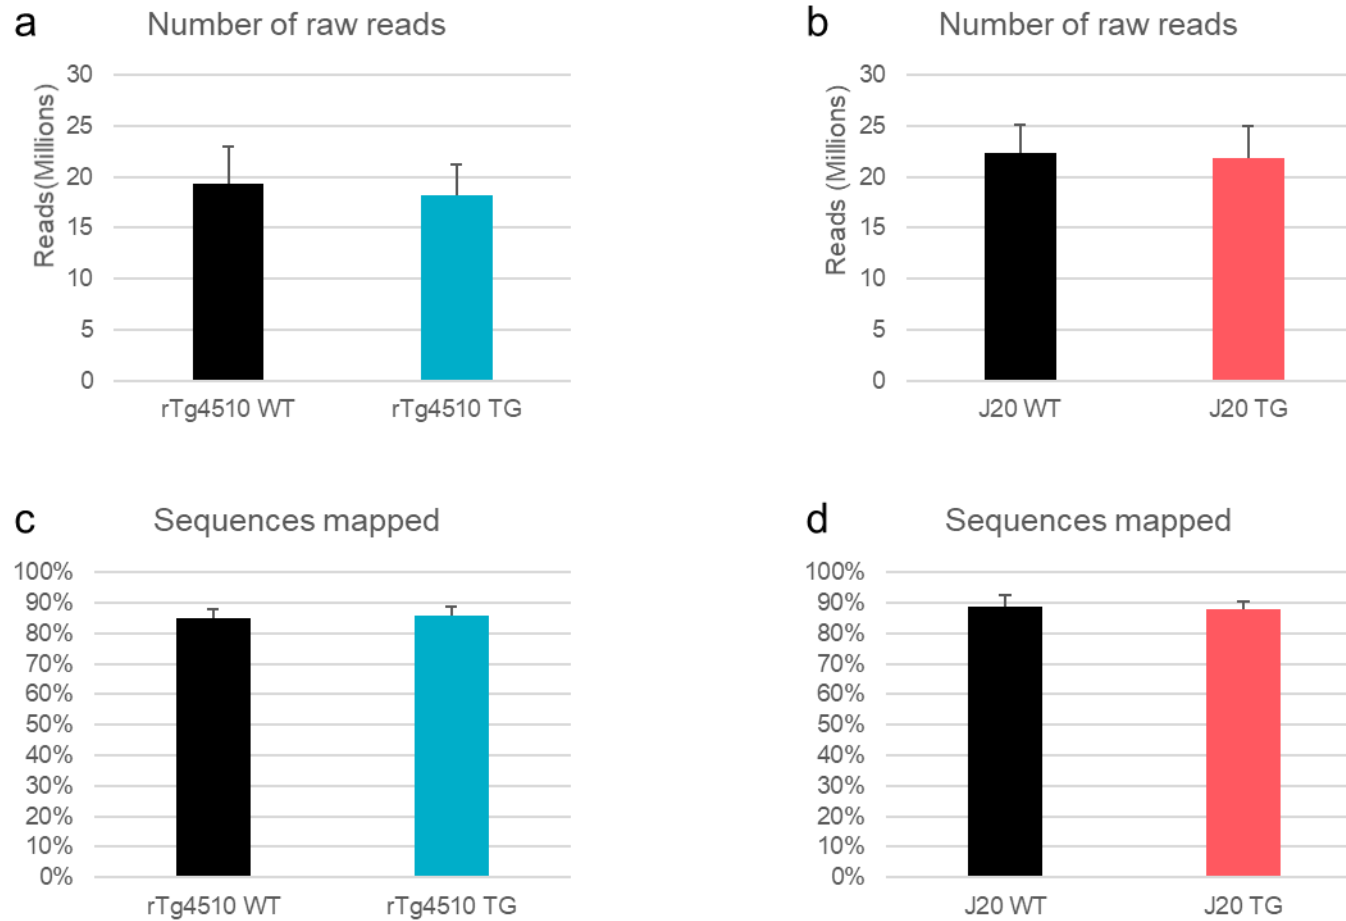 a
Number of raw reads
Reads(Millions)
30
25
20
15
10
5
0
rTg4510 WT
rTg4510 TG
b
Number of raw reads
Reads (Millions)
30
25
20
15
10
5
0
J20 WT
J20 TG
c
Sequences mapped
100%
90%
80%
70%
60%
50%
40%
30%
20%
10%
0%
rTg4510 WT
rTg4510 TG
d
Sequences mapped
100%
90%
80%
70%
60%
50%
40%
30%
20%
10%
0%
J20 WT
J20 TG